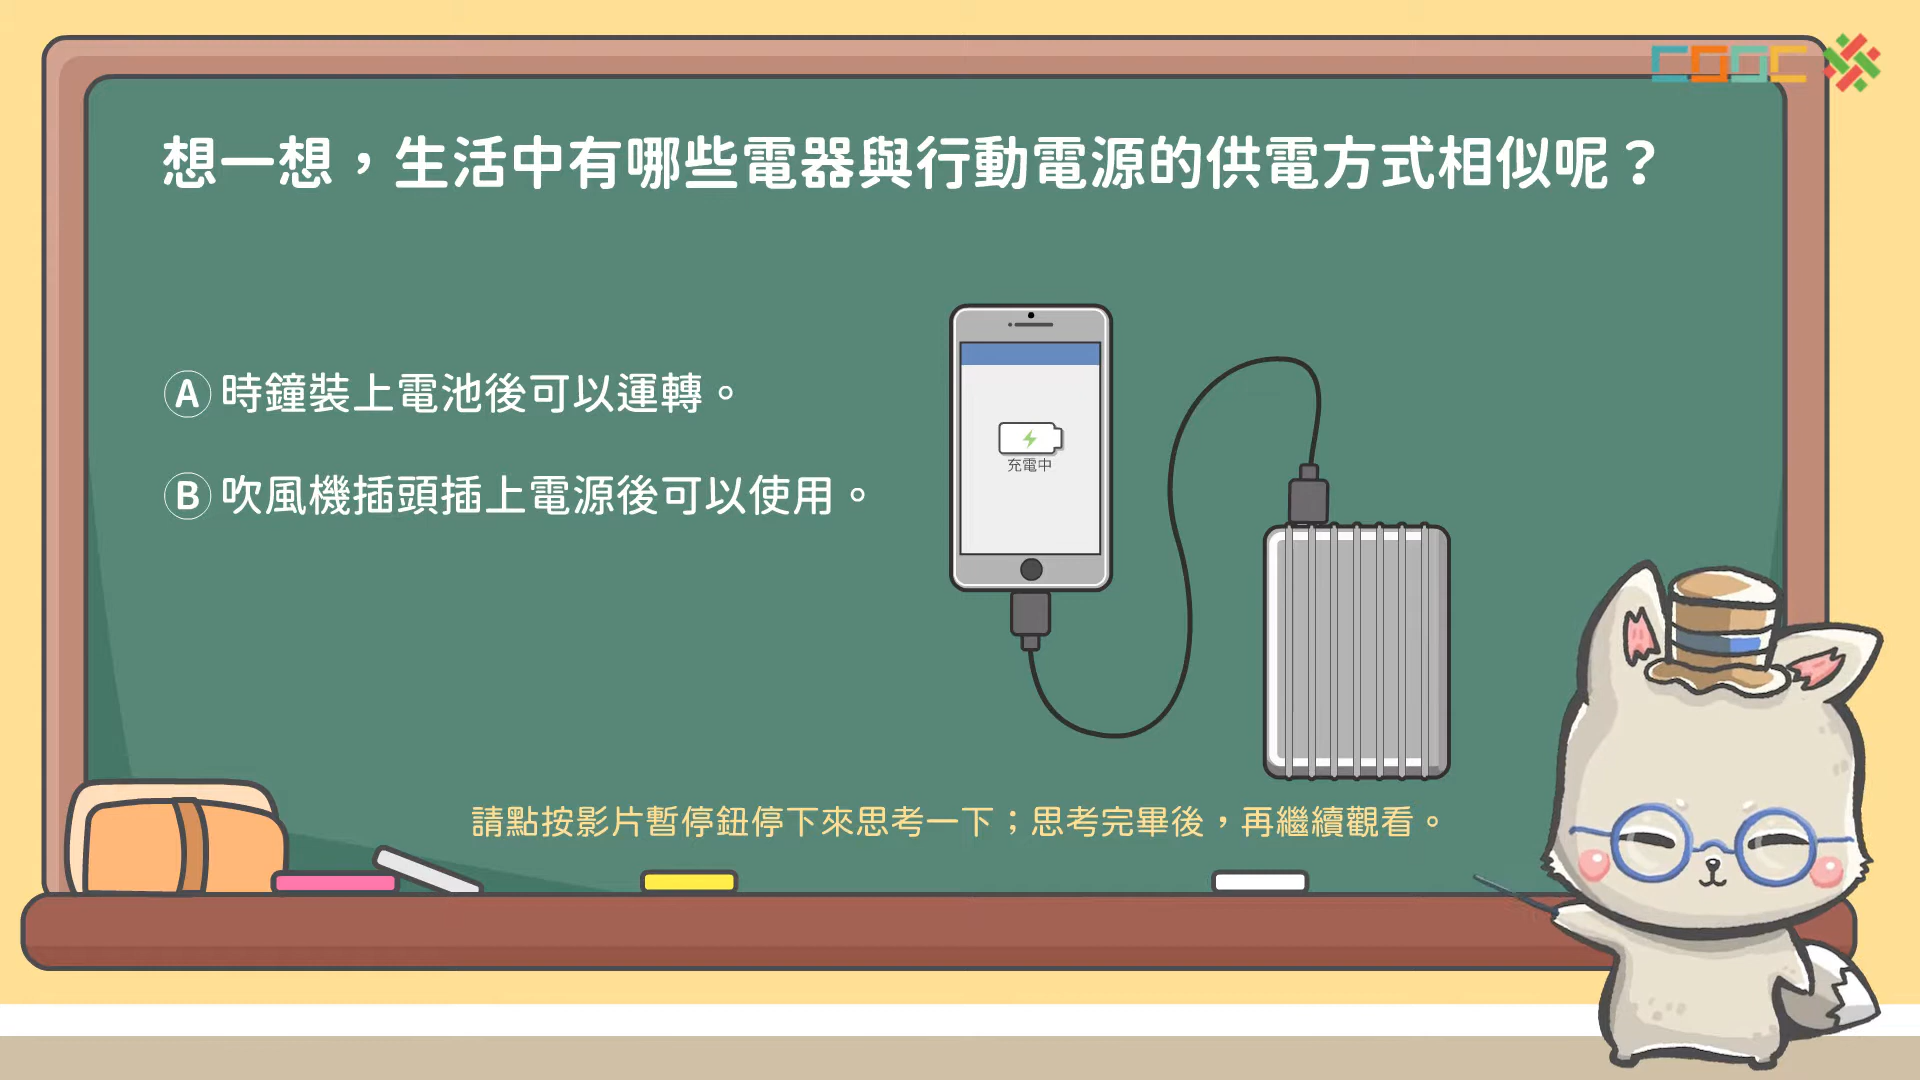 想一想，生活中有哪些電器與行動電源的供電方式相似呢？
Ⓐ 時鐘裝上電池後可以運轉。
Ⓑ 吹風機插頭插上電源後可以使用。
充電中
請點按影片暫停鈕停下來思考一下；思考完畢後，再繼續觀看。
COOC